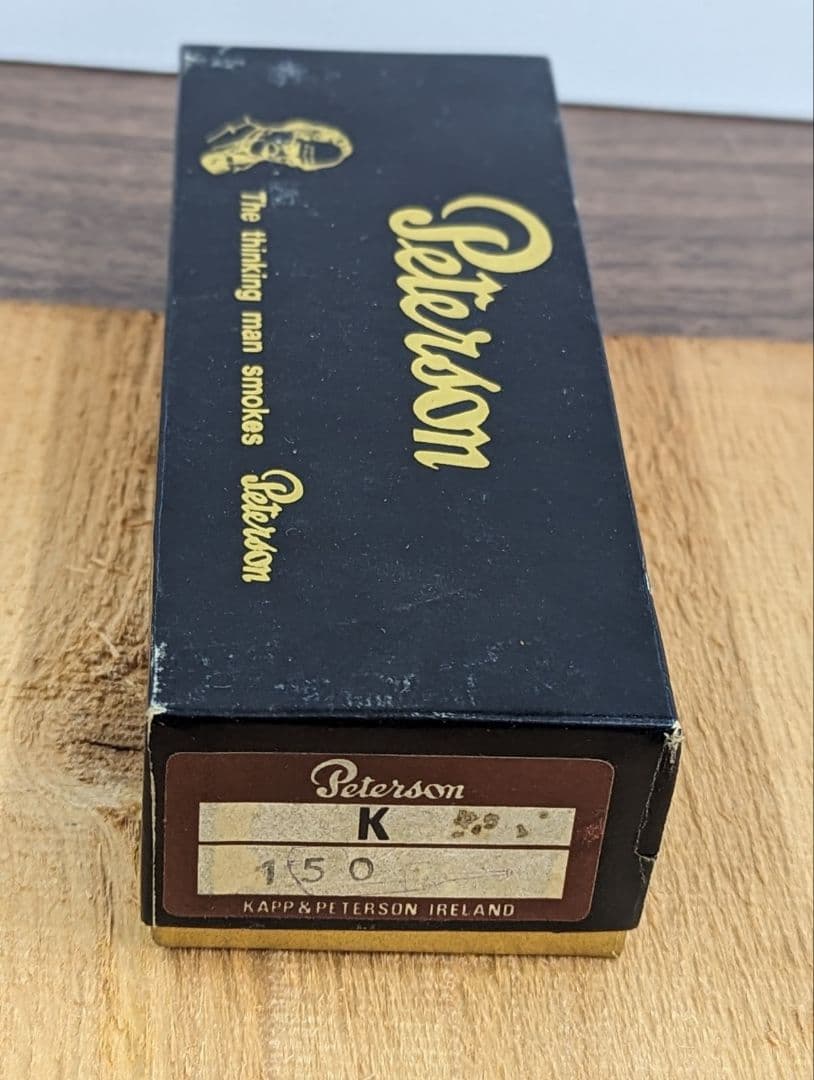 Peterson
The thinking man smokes Peterson
Peterson
K
150
KAPP & PETERSON IRELAND